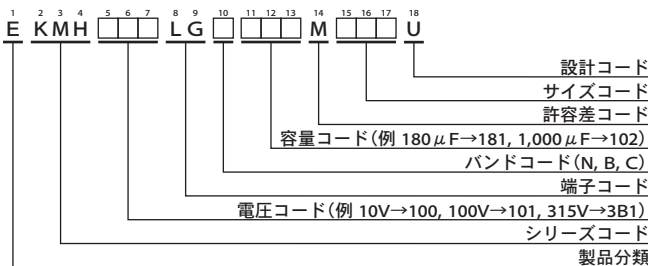 1 2 3 4 5 6 7 8 9 10 11 12 13 14 15 16 17 18
E KMH □□□ LG □ □□□ M □□□ U
設計コード
サイズコード
許容差コード
容量コード(例 180μF→181, 1,000μF→102)
バンドコード(N, B, C)
端子コード
電圧コード(例 10V→100, 100V→101, 315V→3B1)
シリーズコード
製品分類